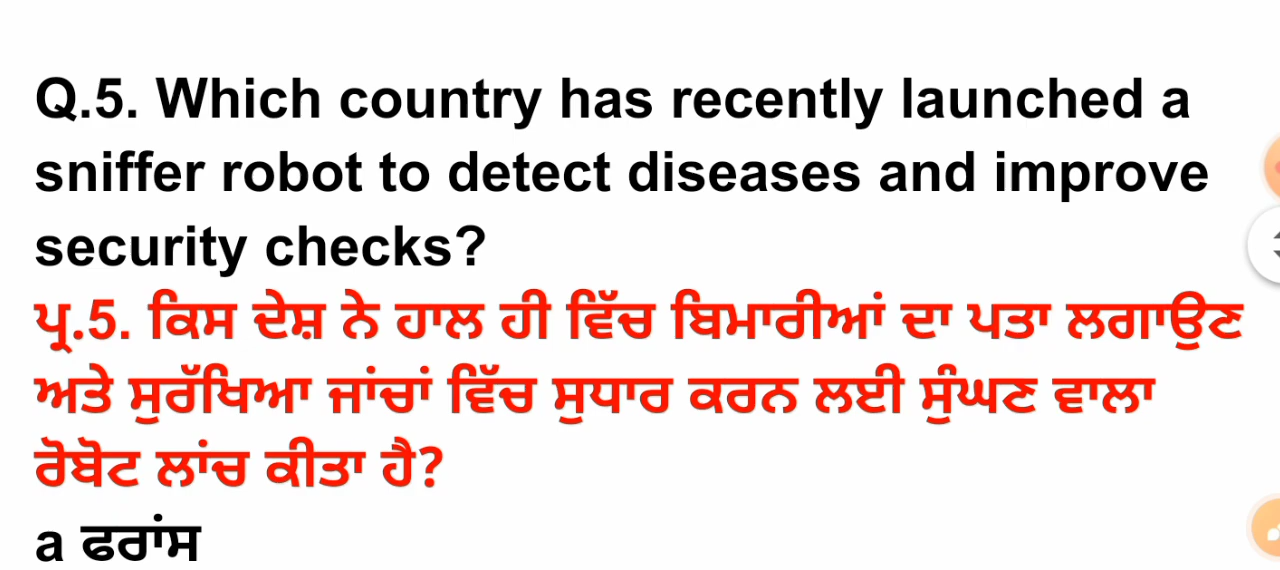 Q.5. Which country has recently launched a
sniffer robot to detect diseases and improve
security checks?
ਪ੍ਰ.5. ਕਿਸ ਦੇਸ਼ ਨੇ ਹਾਲ ਹੀ ਵਿੱਚ ਬਿਮਾਰੀਆਂ ਦਾ ਪਤਾ ਲਗਾਉਣ
ਅਤੇ ਸੁਰੱਖਿਆ ਜਾਂਚਾਂ ਵਿੱਚ ਸੁਧਾਰ ਕਰਨ ਲਈ ਸੁੰਘਣ ਵਾਲਾ
ਰੋਬੋਟ ਲਾਂਚ ਕੀਤਾ ਹੈ?
a ਫਰਾਂਸ